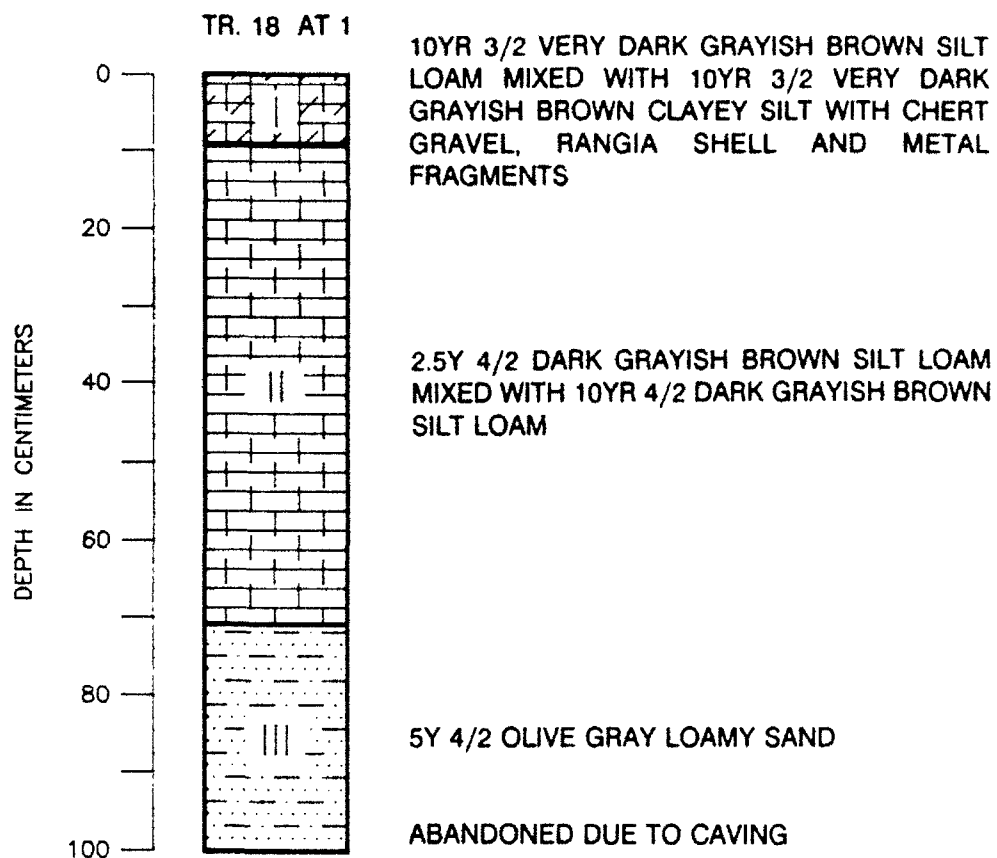 TR. 18 AT 1
10YR 3/2 VERY DARK GRAYISH BROWN SILT
LOAM MIXED WITH 10YR 3/2 VERY DARK
GRAYISH BROWN CLAYEY SILT WITH CHERT
GRAVEL, RANGIA SHELL AND METAL
FRAGMENTS
0
I
20
2.5Y 4/2 DARK GRAYISH BROWN SILT LOAM
MIXED WITH 10YR 4/2 DARK GRAYISH BROWN
SILT LOAM
40
II
DEPTH IN CENTIMETERS
60
80
III
5Y 4/2 OLIVE GRAY LOAMY SAND
ABANDONED DUE TO CAVING
100